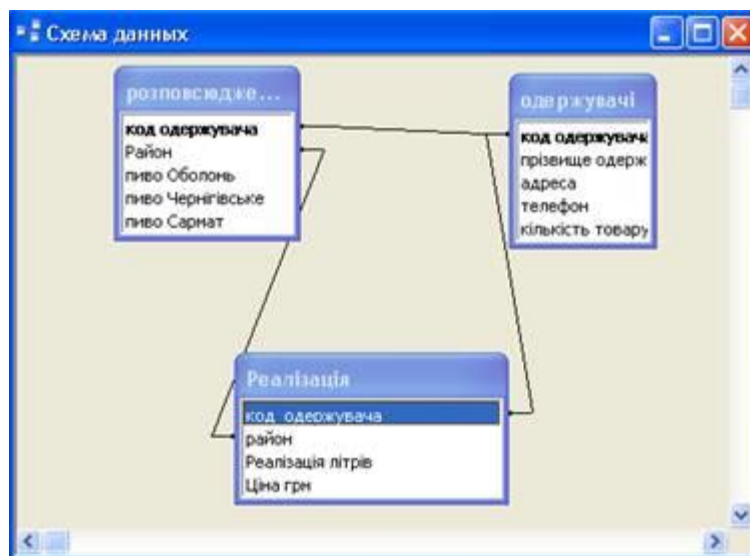 Схема данных
розповсюдже...
код одержувача
Район
пиво Оболонь
пиво Чернігівське
пиво Сармат
одержувачі
код одержувача
прізвище одерж
адреса
телефон
кількість товару
Реалізація
код одержувача
район
Реалізація літрів
Ціна грн